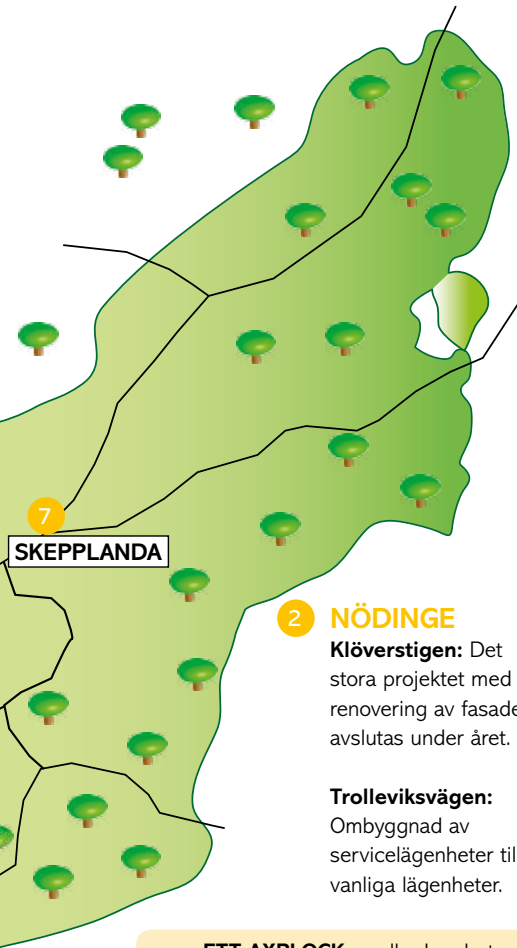 7
SKEPPLANDA
2 NÖDINGE
Klöverstigen: Det
stora projektet med
renovering av fasade
avslutas under året.
Trolleviksvägen:
Ombyggnad av
servicelägenheter til
vanliga lägenheter.